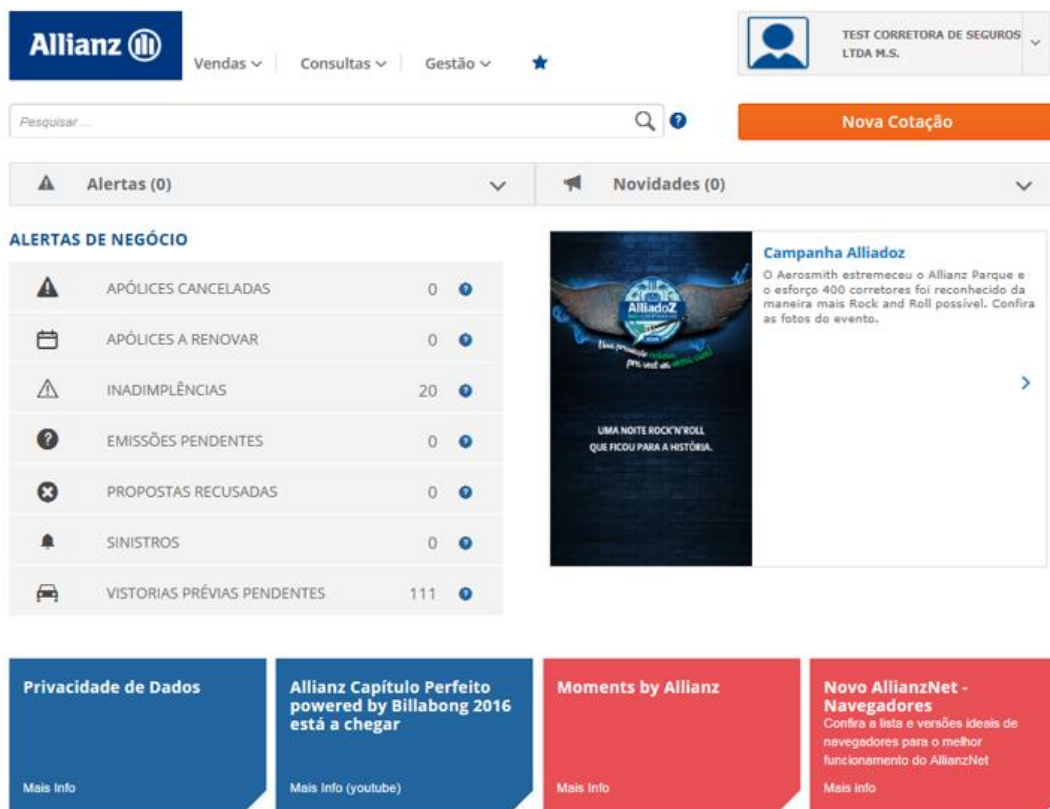 Allianz
Vendas
Consultas
Gestão
TEST CORRETORA DE SEGUROS
LTDA M.S.
Pesquisar ...
?
Nova Cotação
Alertas (0)
Novidades (0)
ALERTAS DE NEGÓCIO
APÓLICES CANCELADAS 0 ?
APÓLICES A RENOVAR 0 ?
INADIMPLÊNCIAS 20 ?
? EMISSÕES PENDENTES 0 ?
PROPOSTAS RECUSADAS 0 ?
SINISTROS 0 ?
VISTORIAS PRÉVIAS PENDENTES 111 ?
AlliadoZ
UMA NOITE ROCK'N'ROLL
QUE FICOU PARA A HISTÓRIA.
Campanha Alliadoz
O Aerosmith estremeceu o Allianz Parque e
o esforço 400 corretores foi reconhecido da
maneira mais Rock and Roll possível. Confira
as fotos do evento.
Privacidade de Dados
Mais Info
Allianz Capítulo Perfeito
powered by Billabong 2016
está a chegar
Mais Info (youtube)
Moments by Allianz
Mais Info
Novo AllianzNet -
Navegadores
Confira a lista e versões ideais de
navegadores para o melhor
funcionamento do AllianzNet
Mais info